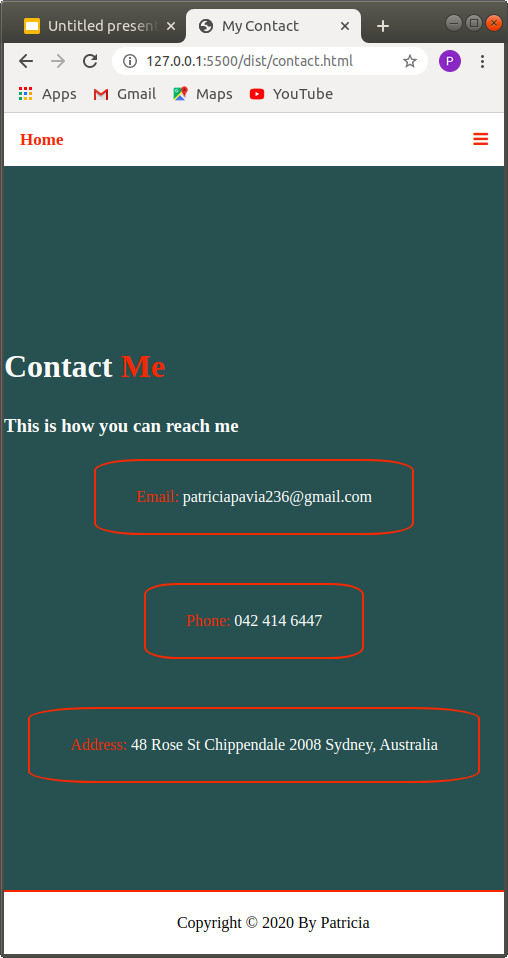 Untitled present
My Contact
127.0.0.1:5500/dist/contact.html
P
Apps Gmail Maps YouTube
Home
Contact Me
This is how you can reach me
Email: patriciapavia236@gmail.com
Phone: 042 414 6447
Address: 48 Rose St Chippendale 2008 Sydney, Australia
Copyright © 2020 By Patricia